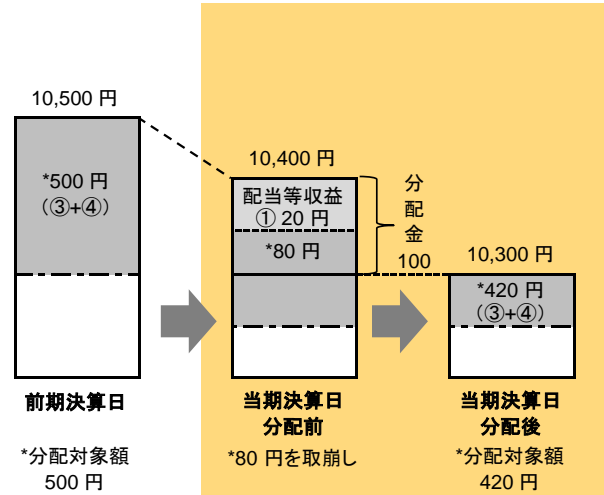 10,500 円
*500 円
(③+④)
前期決算日
*分配対象額
500 円
10,400 円
配当等収益
① 20 円
*80 円
分
配
金
100
当期決算日
分配前
*80 円を取崩し
10,300 円
*420 円
(③+④)
当期決算日
分配後
*分配対象額
420 円